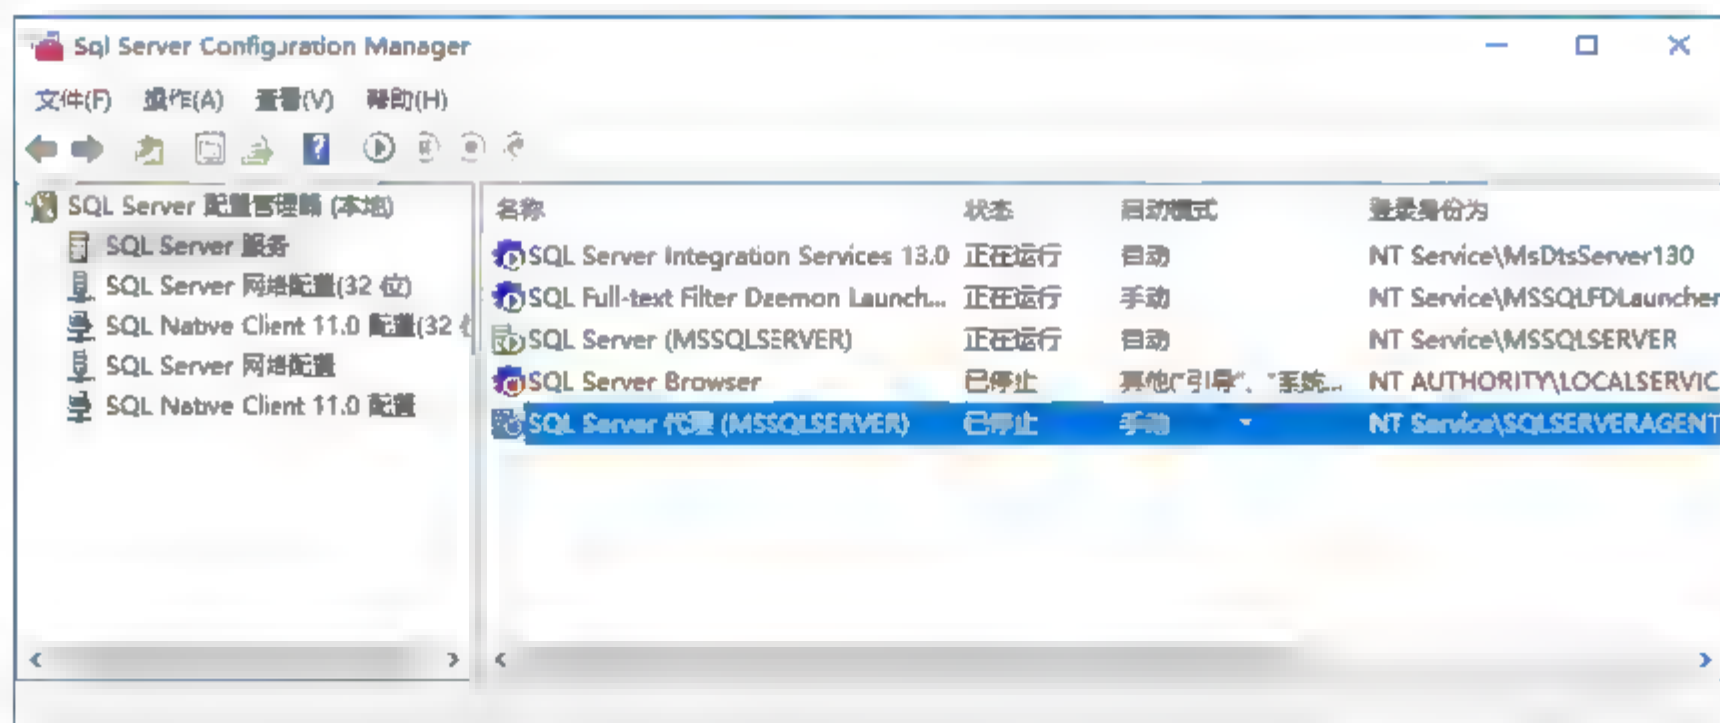 Sql Server Configuration Manager
文件(F) 操作(A) 查看(V) 帮助(H)
SQL Server 配置管理器 (本地)
SQL Server 服务
SQL Server 网络配置(32 位)
SQL Native Client 11.0 配置(32
SQL Server 网络配置
SQL Native Client 11.0 配置
名称 状态 启动模式 登录身份为
SQL Server Integration Services 13.0 正在运行 自动 NT Service\MsDtsServer130
SQL Full-text Filter Daemon Launch... 正在运行 手动 NT Service\MSSQLFDLauncher
SQL Server (MSSQLSERVER) 正在运行 自动 NT Service\MSSQLSERVER
SQL Server Browser 已停止 其他("引导"、"系统... NT AUTHORITY\LOCALSERVIC
SQL Server 代理 (MSSQLSERVER) 已停止 手动 NT Service\SQLSERVERAGENT